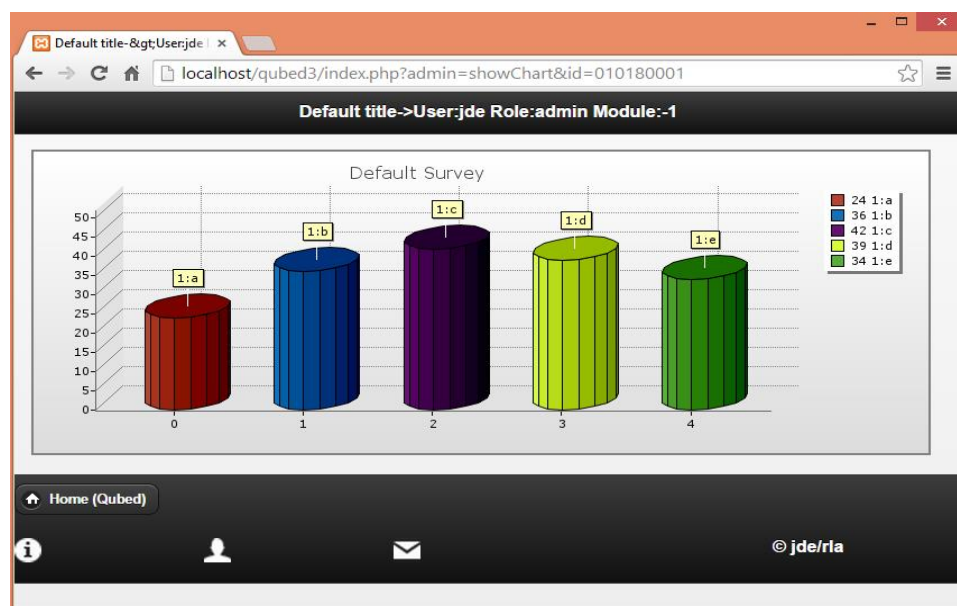 Default title-&gt;User:jde |
localhost/qubed3/index.php?admin=showChart&id=010180001
Default title->User:jde Role:admin Module:-1
Default Survey
50
45
40
35
30
25
20
15
10
5
0
1:a
1:b
1:c
1:d
1:e
0 1 2 3 4
24 1:a
36 1:b
42 1:c
39 1:d
34 1:e
Home (Qubed)
© jde/rla